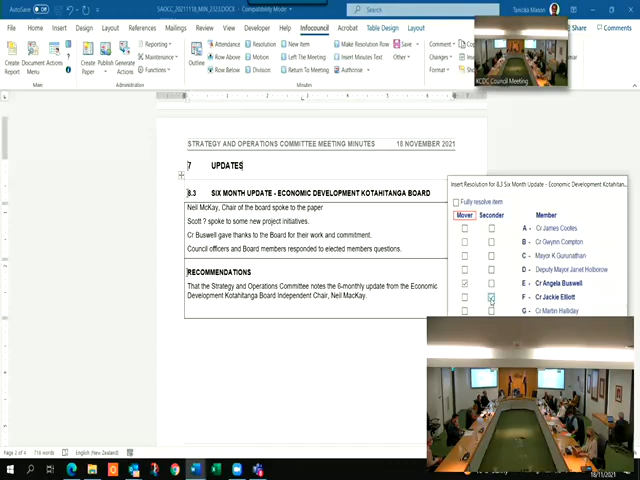 AutoSave Off
SAOCC_20211118_MIN_2323.DOCX - Compatibility Mode
Search
Taniska Mason
File Home Insert Draw Design Layout References Mailings Review View Developer Help Infocouncil Acrobat Table Design Layout Share Comments
Create Report
Document Menu
Actions
Create Paper
Publish
Generate Actions
Reporting
Maintenance
Functions
Outline
Attendance
Above Row
Row Below
Resolution
Motion
Division
New Item
Left The Meeting
Return To Meeting
Make Resolution Row
Insert Minutes Text
Authorise
Save
Other
Comment
Changes
Format
Main
Administration
Minutes
KCDC Council Meeting
STRATEGY AND OPERATIONS COMMITTEE MEETING MINUTES 18 NOVEMBER 2021
7 UPDATES
8.3 SIX MONTH UPDATE - ECONOMIC DEVELOPMENT KOTAHITANGA BOARD
Neil McKay, Chair of the board spoke to the paper
Scott ? spoke to some new project initiatives.
Cr Buswell gave thanks to the Board for their work and commitment.
Council officers and Board members responded to elected members questions.
RECOMMENDATIONS
That the Strategy and Operations Committee notes the 6-monthly update from the Economic
Development Kotahitanga Board Independent Chair, Neil MacKay.
Insert Resolution for 8.3 Six Month Update - Economic Development Kotahitan...
Fully resolve item
Mover Seconder Member
A - Cr James Cootes
B - Cr Gwynn Compton
C - Mayor K Gurunathan
D - Deputy Mayor Janet Holborow
E - Cr Angela Buswell
F - Cr Jackie Elliott
G - Cr Martin Halliday
Page 2 of 4 716 words English (New Zealand)
18/11/2021